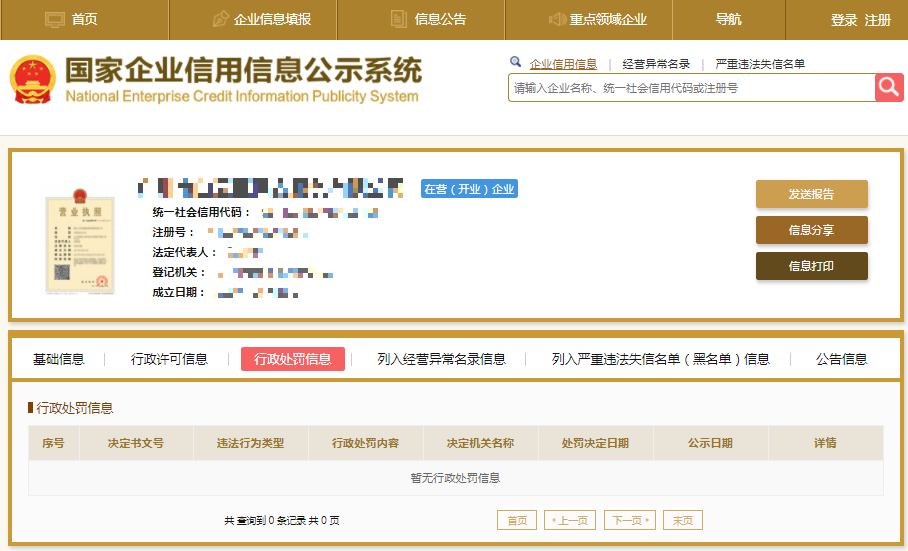 首页 企业信息填报 信息公告 重点领域企业 导航 登录 注册
国家企业信用信息公示系统
National Enterprise Credit Information Publicity System
企业信用信息 | 经营异常名录 | 严重违法失信名单
请输入企业名称、统一社会信用代码或注册号
在营（开业）企业
营业执照
统一社会信用代码：
注册号：
法定代表人：
登记机关：
成立日期：
发送报告
信息分享
信息打印
基础信息 | 行政许可信息 | 行政处罚信息 | 列入经营异常名录信息 | 列入严重违法失信名单（黑名单）信息 | 公告信息
行政处罚信息
序号 决定书文号 违法行为类型 行政处罚内容 决定机关名称 处罚决定日期 公示日期 详情
暂无行政处罚信息
共 查询到 0 条记录 共 0 页 首页 上一页 下一页 末页